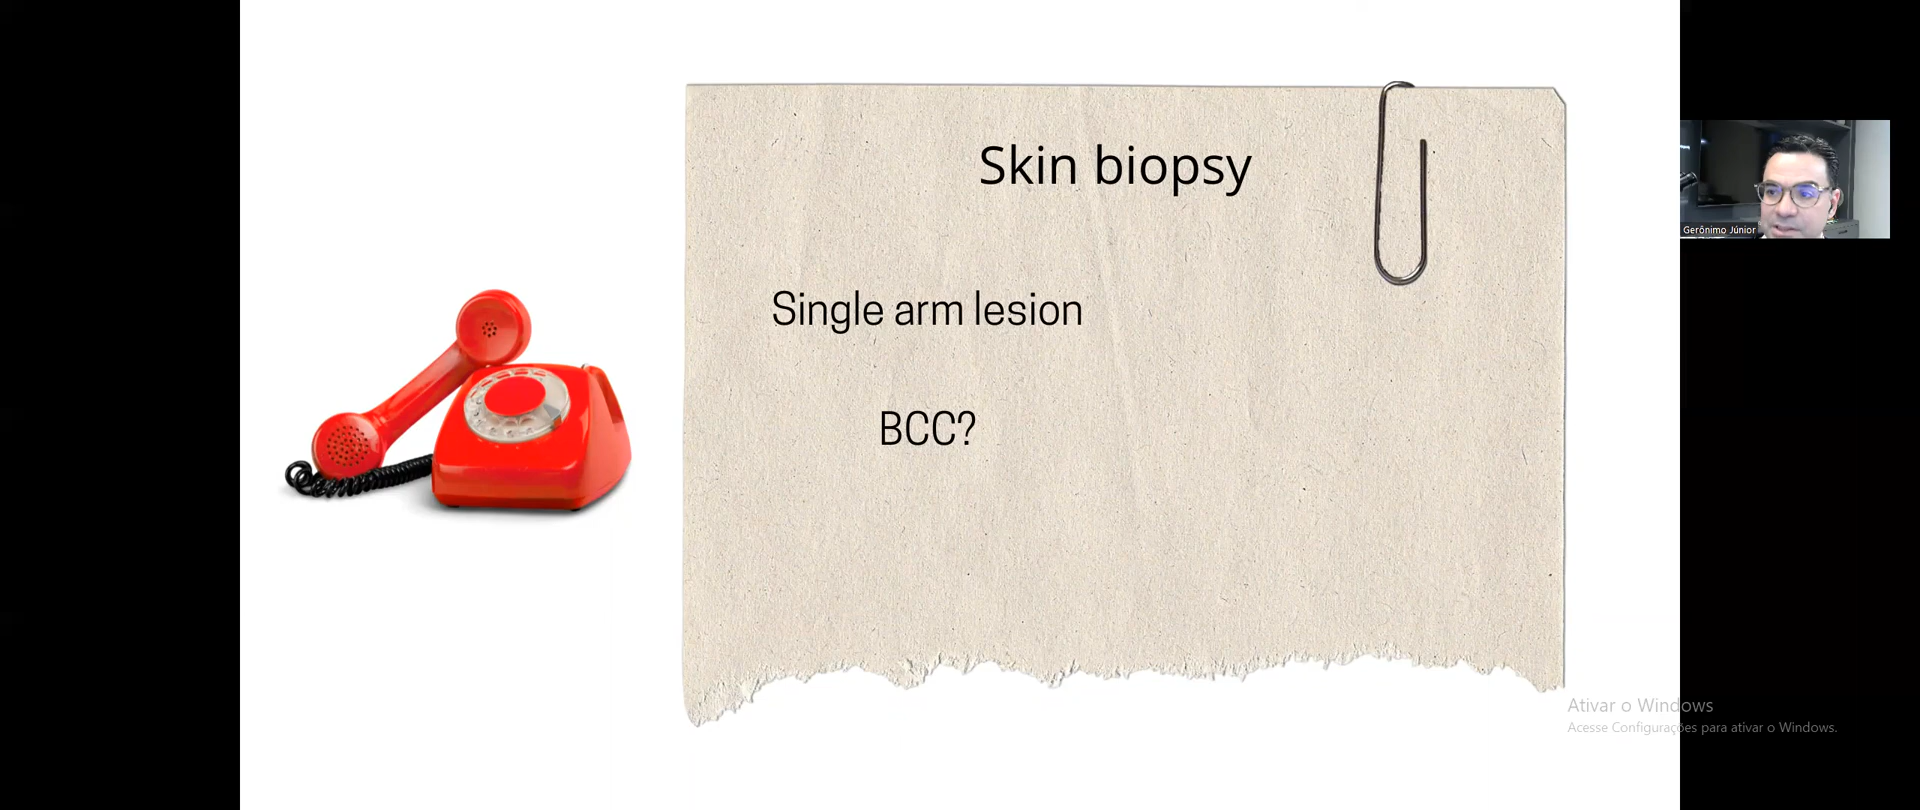 Skin biopsy
Single arm lesion
BCC?
Gerônimo Júnior
Ativar o Windows
Acesse Configurações para ativar o Windows.